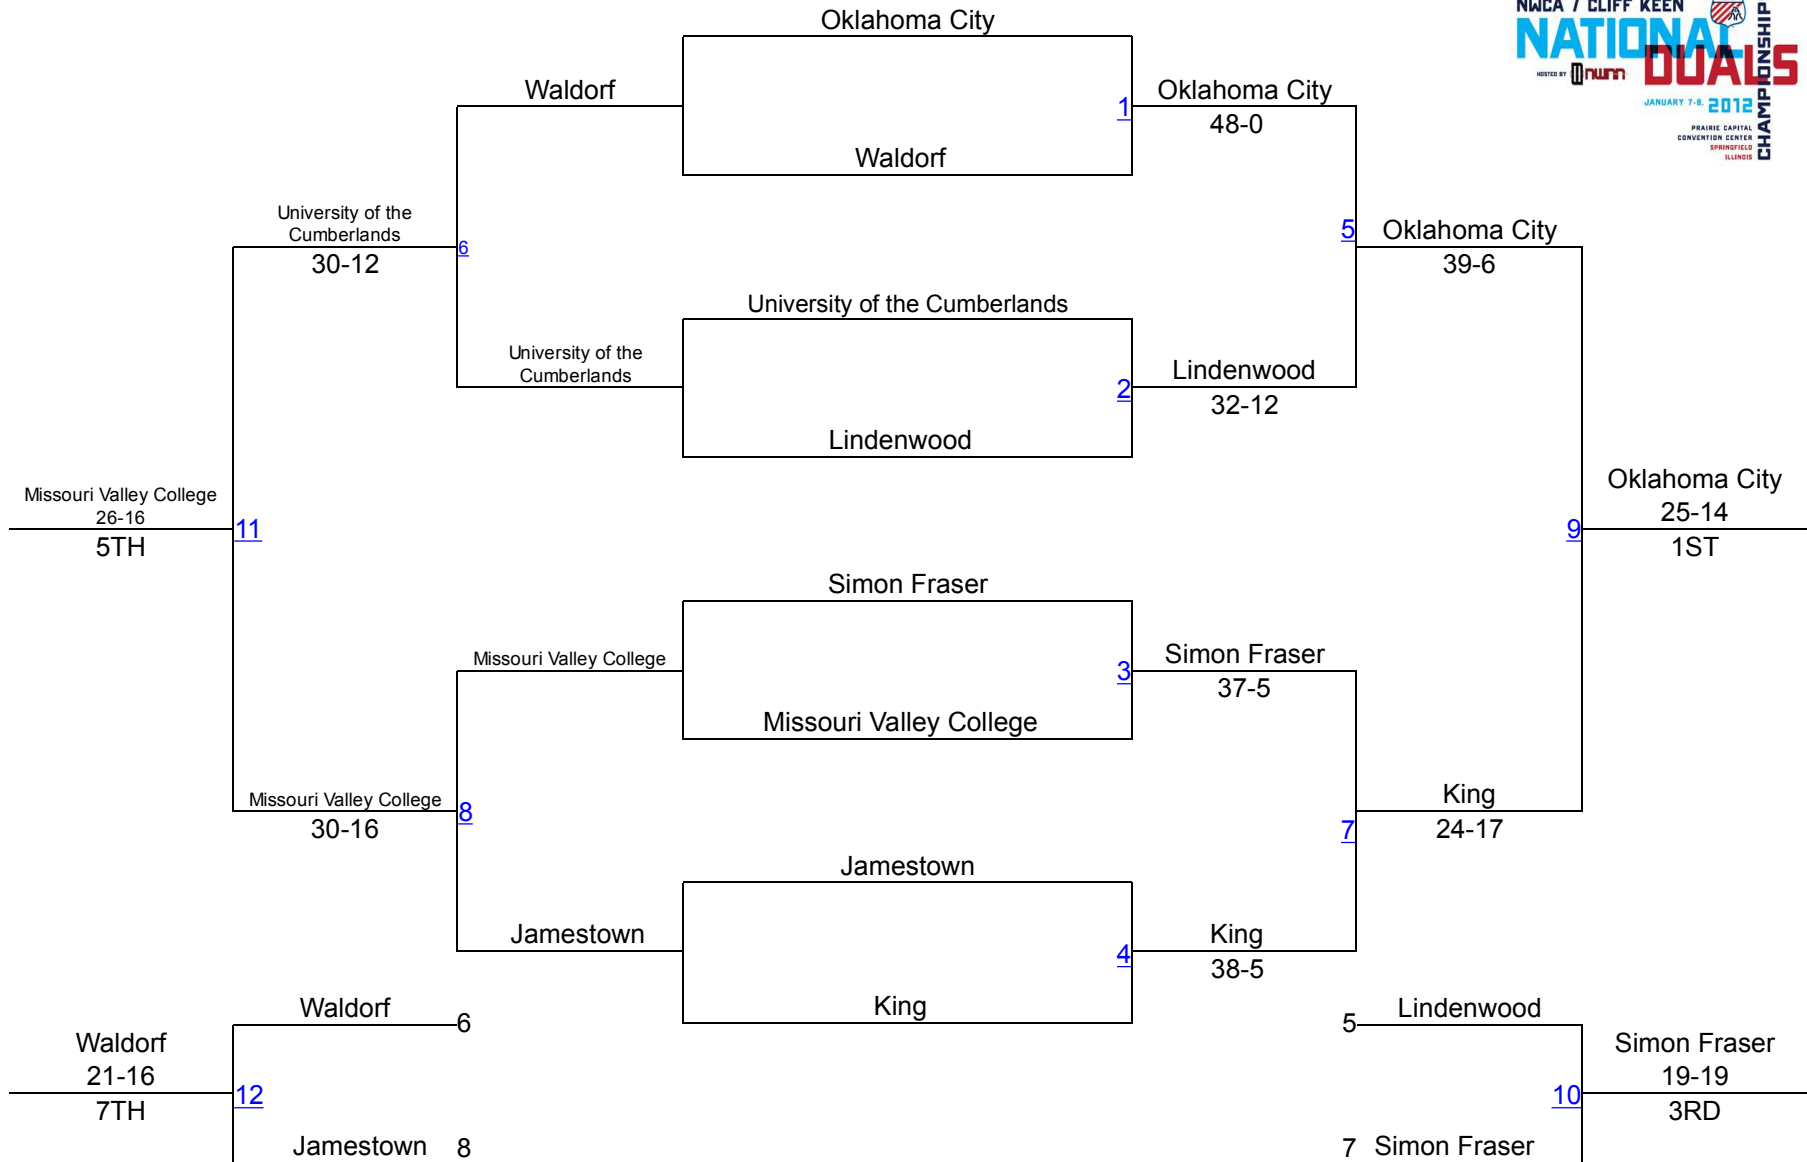 NWCA / CLIFF KEEN
NATIONAL
DUALS
CHAMPIONSHIP
HOSTED BY nwnn
JANUARY 7-8, 2012
PRAIRIE CAPITAL
CONVENTION CENTER
SPRINGFIELD
ILLINOIS
Oklahoma City
Waldorf
1
Oklahoma City
48-0
Waldorf
University of the
Cumberlands
30-12
6
5
Oklahoma City
39-6
University of the Cumberlands
University of the
Cumberlands
2
Lindenwood
32-12
Lindenwood
Missouri Valley College
26-16
5TH
11
9
Oklahoma City
25-14
1ST
Simon Fraser
Missouri Valley College
3
Simon Fraser
37-5
Missouri Valley College
Missouri Valley College
30-16
8
7
King
24-17
Jamestown
Jamestown
4
King
38-5
King
Waldorf
6
5
Lindenwood
Waldorf
21-16
7TH
12
10
Simon Fraser
19-19
3RD
Jamestown 8
7 Simon Fraser